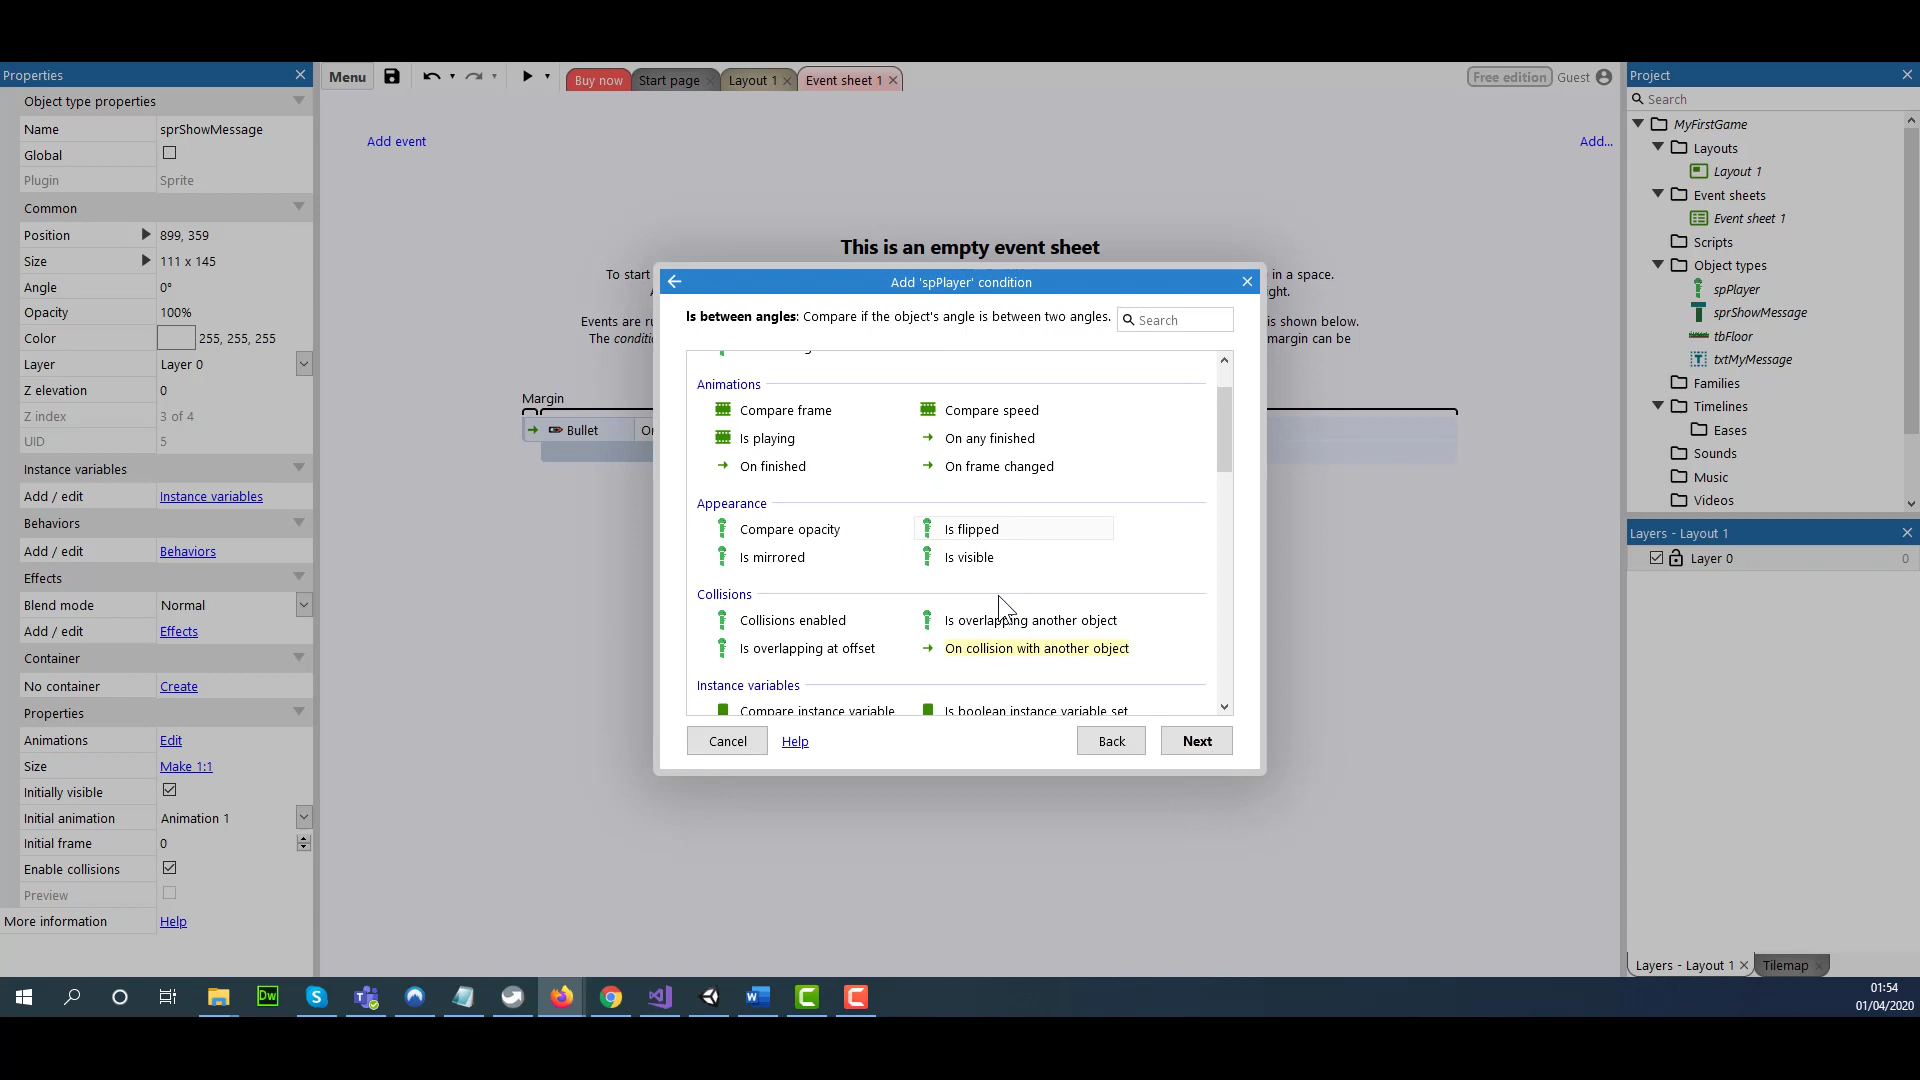 Properties
Object type properties
Name sprShowMessage
Global
Plugin Sprite
Common
Position 899, 359
Size 111 x 145
Angle 0°
Opacity 100%
Color 255, 255, 255
Layer Layer 0
Z elevation 0
Z index 3 of 4
UID 5
Instance variables
Add / edit Instance variables
Behaviors
Add / edit Behaviors
Effects
Blend mode Normal
Add / edit Effects
Container
No container Create
Properties
Animations Edit
Size Make 1:1
Initially visible
Initial animation Animation 1
Initial frame 0
Enable collisions
Preview
More information Help
Menu Buy now Start page Layout 1 Event sheet 1 Free edition Guest
Add event Add...
This is an empty event sheet
To start in a space.
ght.
Events are ru is shown below.
The conditi margin can be
Margin
Bullet
Add 'spPlayer' condition
Is between angles: Compare if the object's angle is between two angles. Search
Animations
Compare frame Compare speed
Is playing On any finished
On finished On frame changed
Appearance
Compare opacity Is flipped
Is mirrored Is visible
Collisions
Collisions enabled Is overlapping another object
Is overlapping at offset On collision with another object
Instance variables
Compare instance variable Is boolean instance variable set
Cancel Help Back Next
Project
Search
MyFirstGame
Layouts
Layout 1
Event sheets
Event sheet 1
Scripts
Object types
spPlayer
sprShowMessage
tbFloor
txtMyMessage
Families
Timelines
Eases
Sounds
Music
Videos
Layers - Layout 1
Layer 0 0
Layers - Layout 1 Tilemap
Dw
01:54
01/04/2020